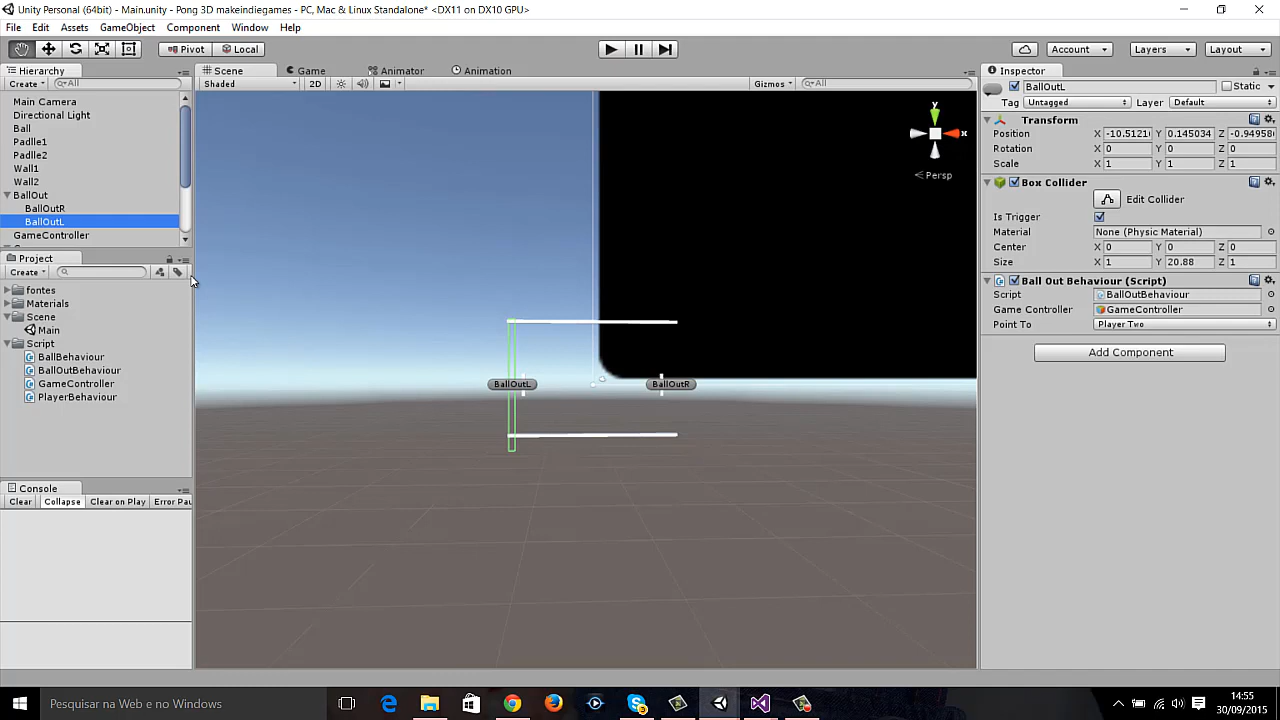 Unity Personal (64bit) - Main.unity - Pong 3D makeindiegames - PC, Mac & Linux Standalone* <DX11 on DX10 GPU>
File Edit Assets GameObject Component Window Help
Pivot Local Account Layers Layout
Hierarchy
Create All
Main Camera
Directional Light
Ball
Padlle1
Padlle2
Wall1
Wall2
BallOut
BallOutR
BallOutL
GameController
Project
Create
fontes
Materials
Scene
Main
Script
BallBehaviour
BallOutBehaviour
GameController
PlayerBehaviour
Console
Clear Collapse Clear on Play Error Pau
Scene Game Animator Animation
Shaded 2D Gizmos All
y
x
Persp
BallOutL BallOutR
Inspector
BallOutL Static
Tag Untagged Layer Default
Transform
Position X -10.5121 Y 0.145034 Z -0.94958
Rotation X 0 Y 0 Z 0
Scale X 1 Y 1 Z 1
Box Collider
Edit Collider
Is Trigger
Material None (Physic Material)
Center X 0 Y 0 Z 0
Size X 1 Y 20.88 Z 1
Ball Out Behaviour (Script)
Script BallOutBehaviour
Game Controller GameController
Point To Player Two
Add Component
Pesquisar na Web e no Windows
14:55
30/09/2015